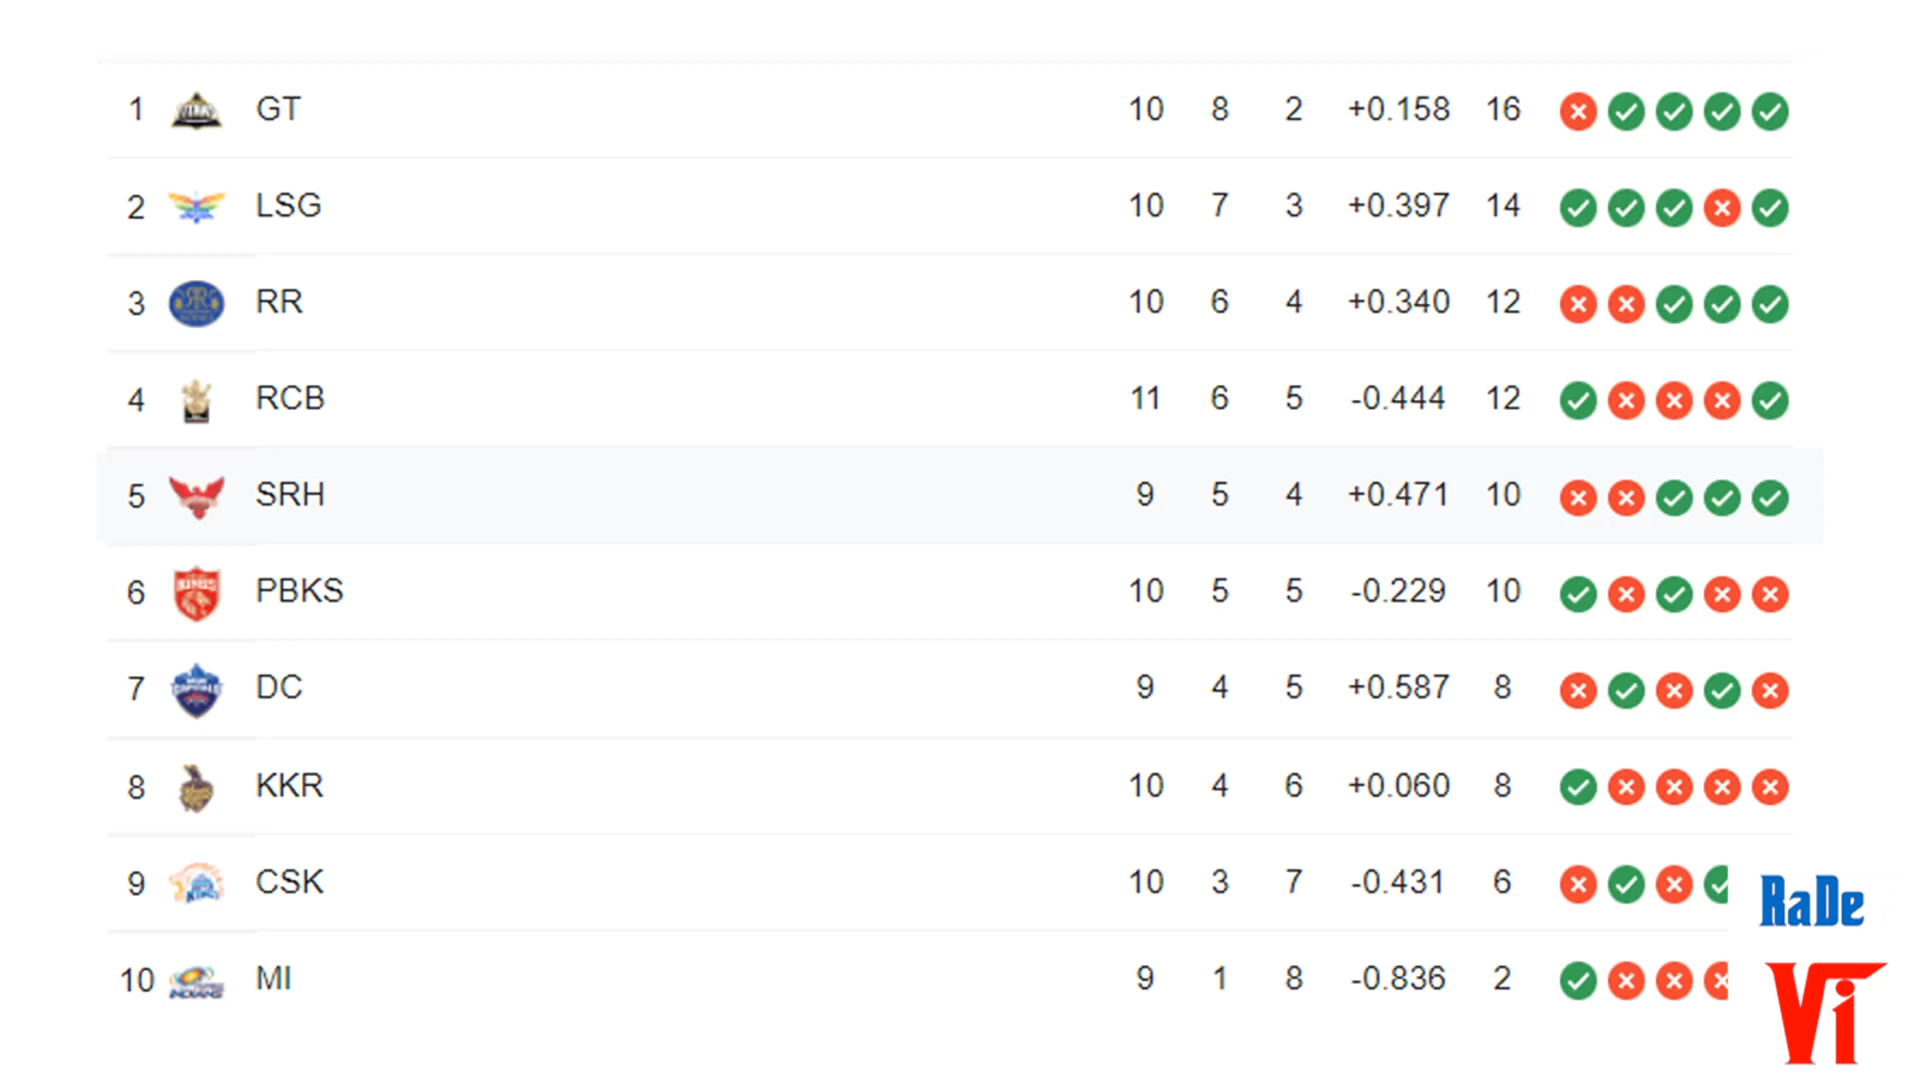 1 GT 10 8 2 +0.158 16
2 LSG 10 7 3 +0.397 14
3 RR 10 6 4 +0.340 12
4 RCB 11 6 5 -0.444 12
5 SRH 9 5 4 +0.471 10
6 KINGS PBKS 10 5 5 -0.229 10
7 DC 9 4 5 +0.587 8
8 KKR 10 4 6 +0.060 8
9 CSK 10 3 7 -0.431 6
10 INDIANS MI 9 1 8 -0.836 2
RaDe
Vi